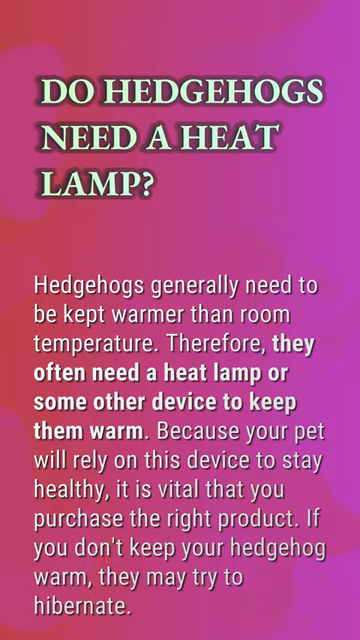 DO HEDGEHOGS
NEED A HEAT
LAMP?
Hedgehogs generally need to
be kept warmer than room
temperature. Therefore, they
often need a heat lamp or
some other device to keep
them warm. Because your pet
will rely on this device to stay
healthy, it is vital that you
purchase the right product. If
you don't keep your hedgehog
warm, they may try to
hibernate.